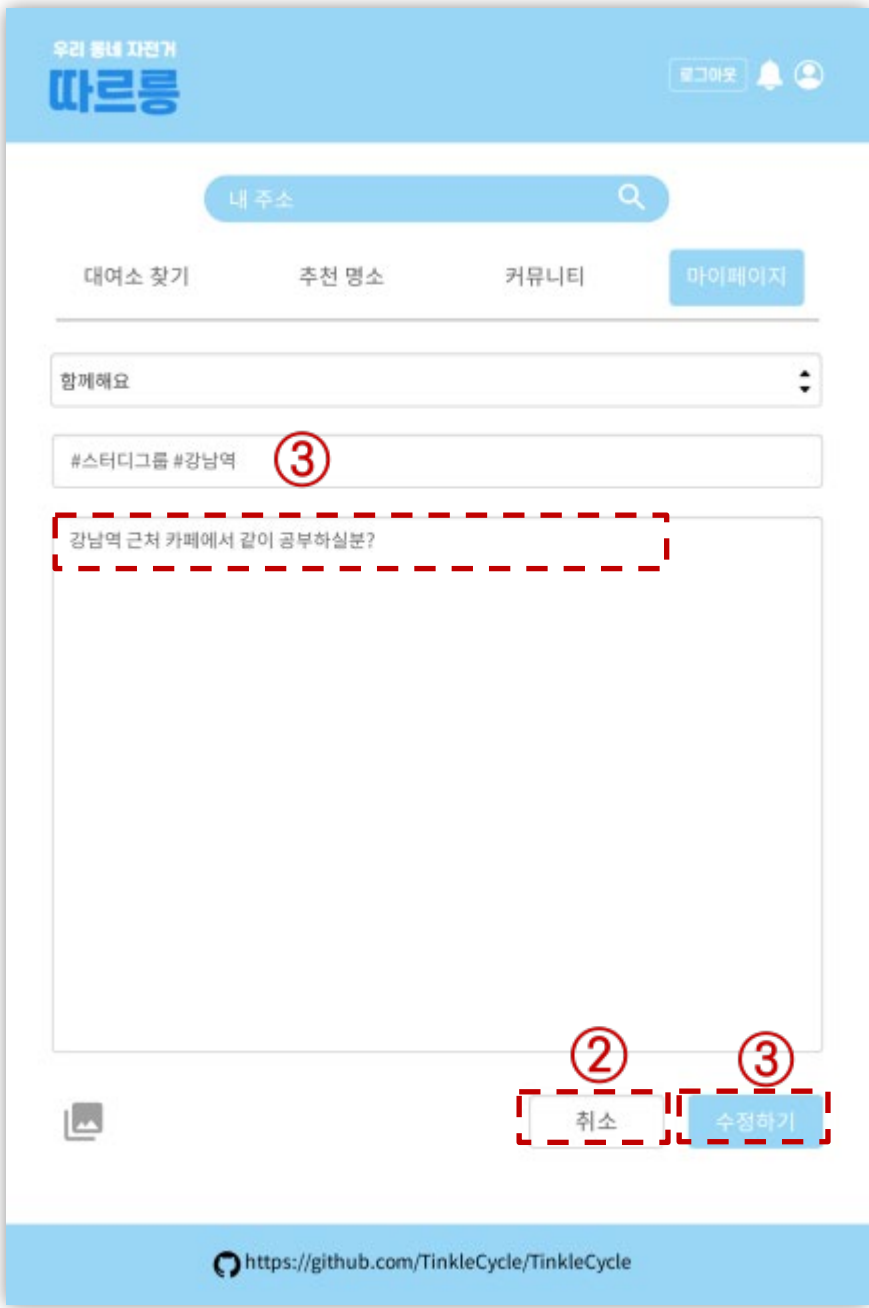 우리 동네 자전거
따르릉
로그아웃
내 주소
대여소 찾기 추천 명소 커뮤니티 마이페이지
함께해요
#스터디그룹 #강남역 ③
강남역 근처 카페에서 같이 공부하실분?
② ③
취소 수정하기
https://github.com/TinkleCycle/TinkleCycle